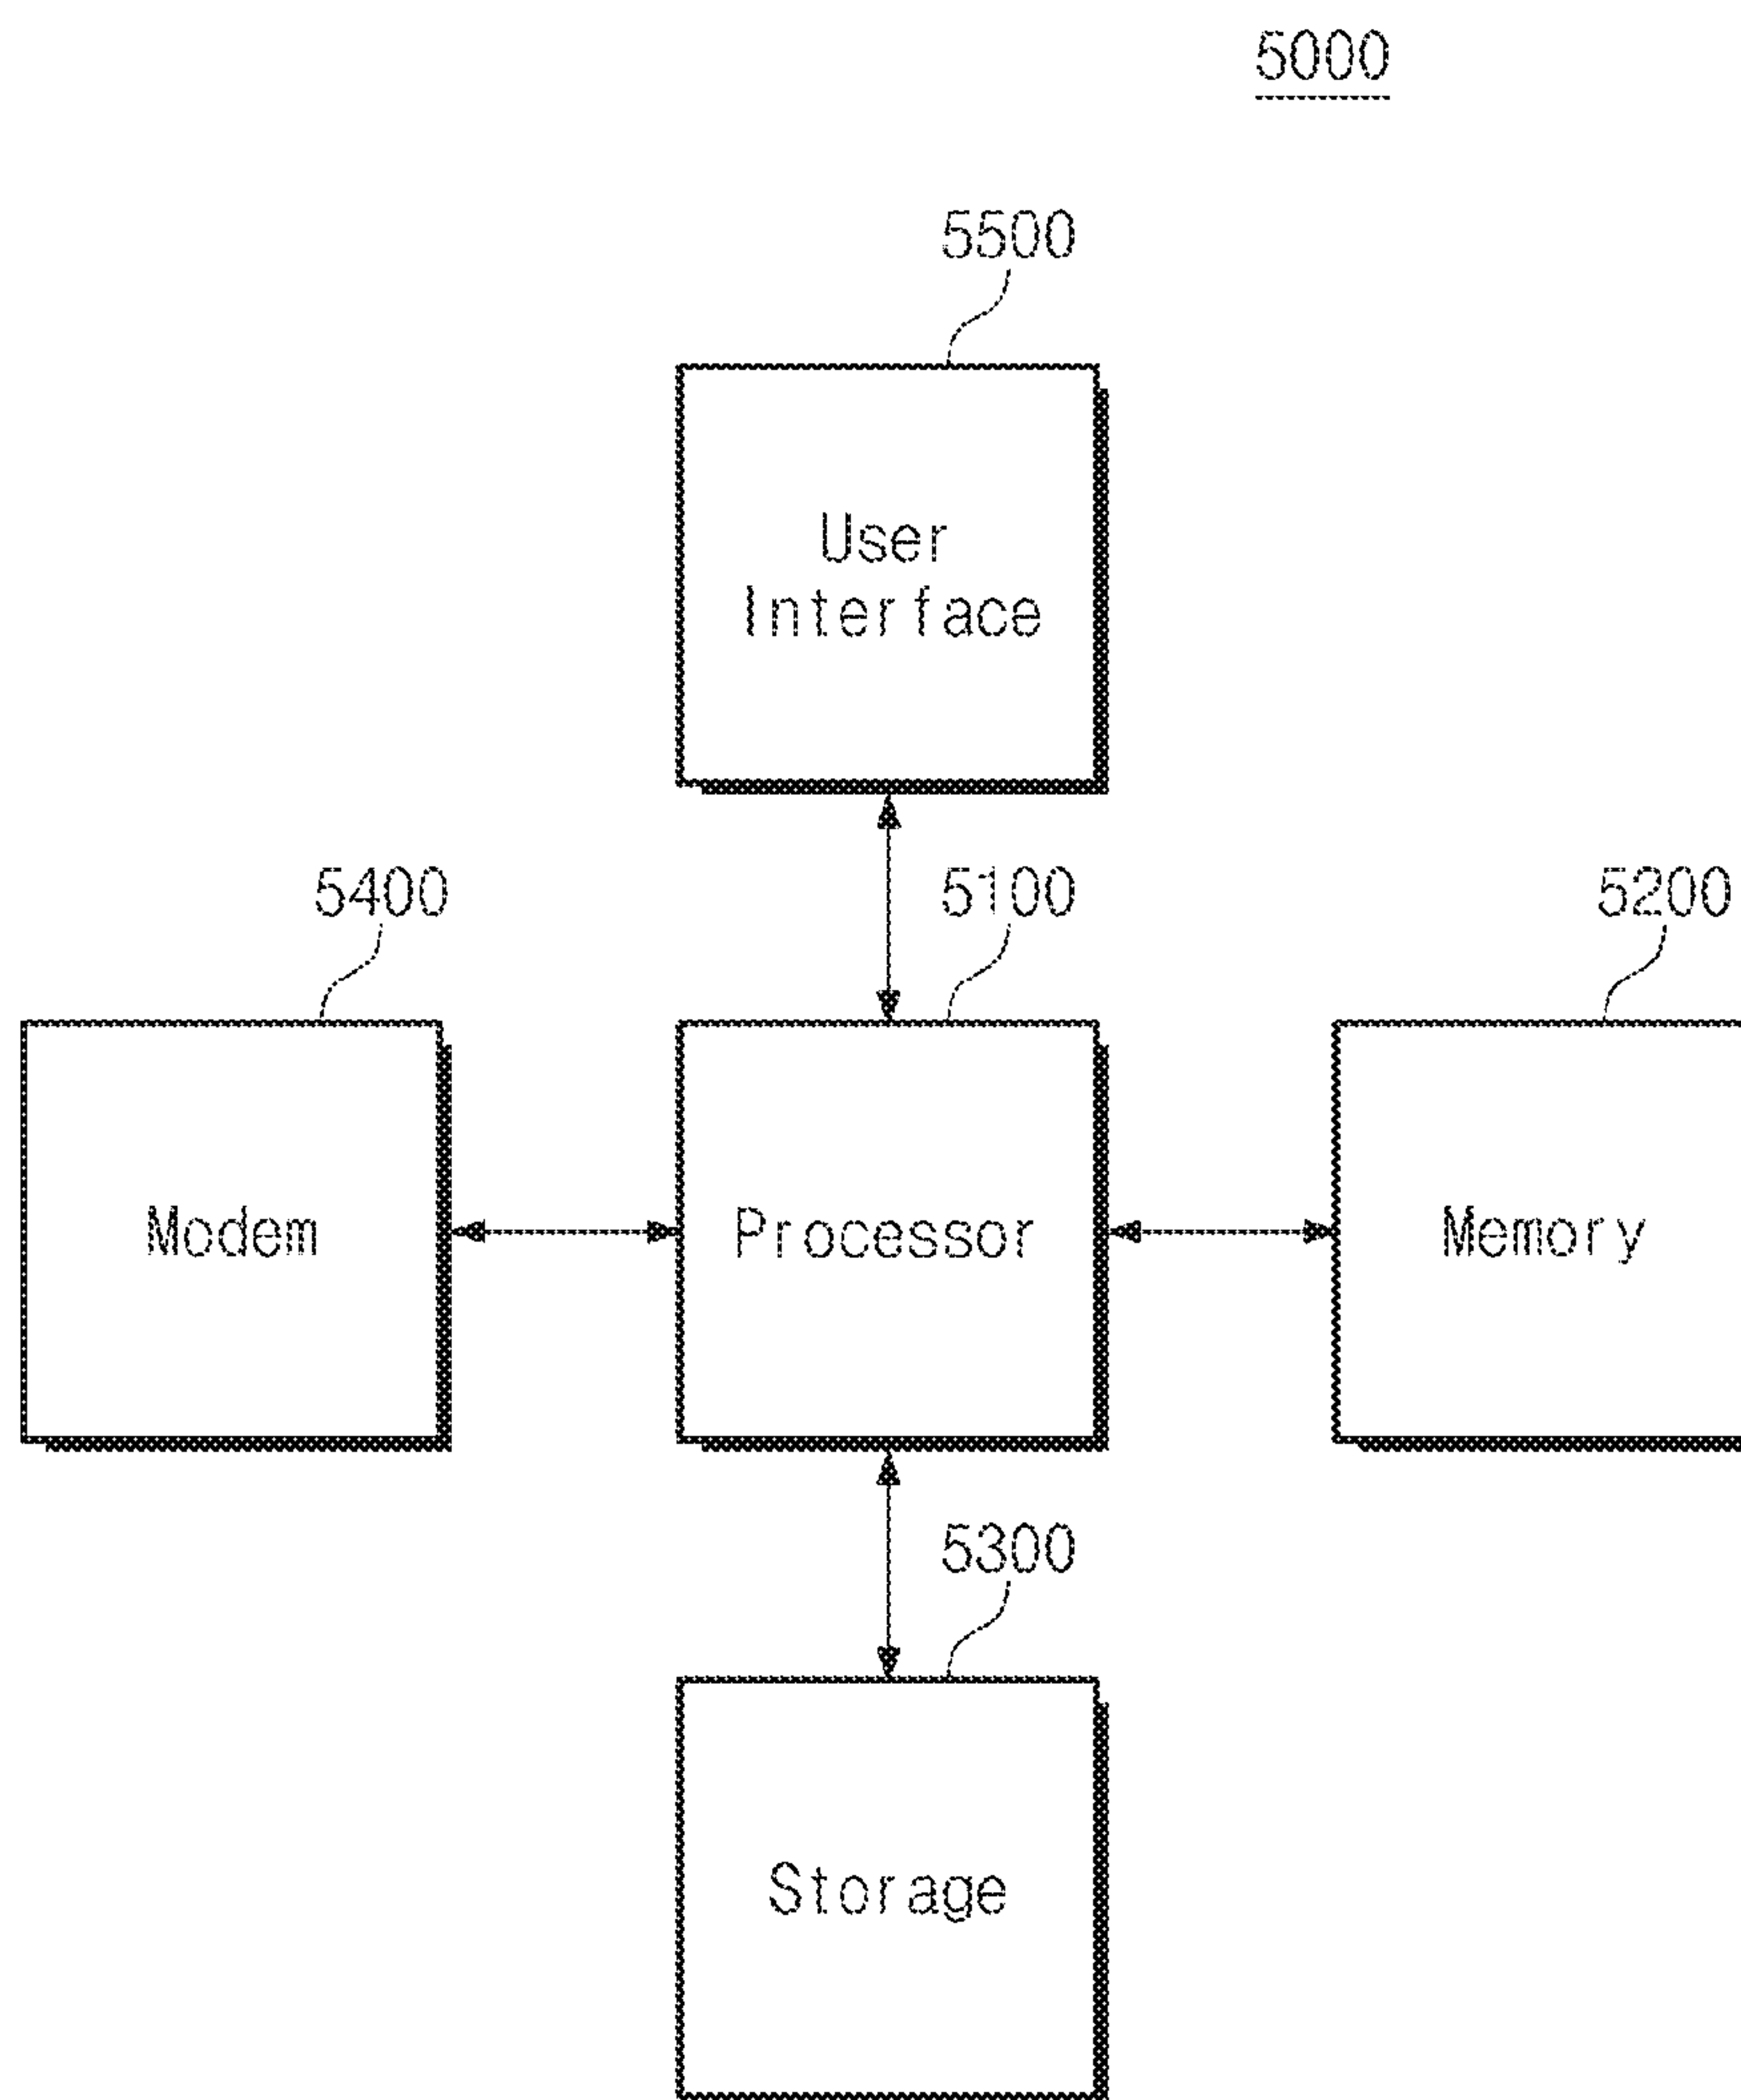 5000
5500
User
Interface
5400
5100
5200
Modem
Processor
Memory
5300
Storage